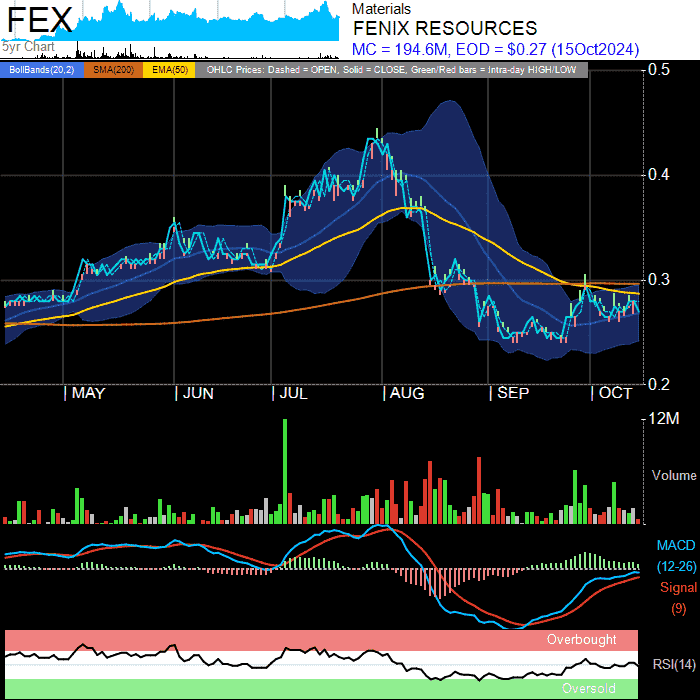 FEX
5yr Chart
Materials
FENIX RESOURCES
MC = 194.6M, EOD = $0.27 (15Oct2024)
BollBands(20,2) SMA(200) EMA(50) OHLC Prices: Dashed = OPEN, Solid = CLOSE, Green/Red bars = Intra-day HIGH/LOW
0.5
0.4
0.3
0.2
MAY JUN JUL AUG SEP OCT
12M
Volume
MACD
(12-26)
Signal
(9)
Overbought
RSI(14)
Oversold